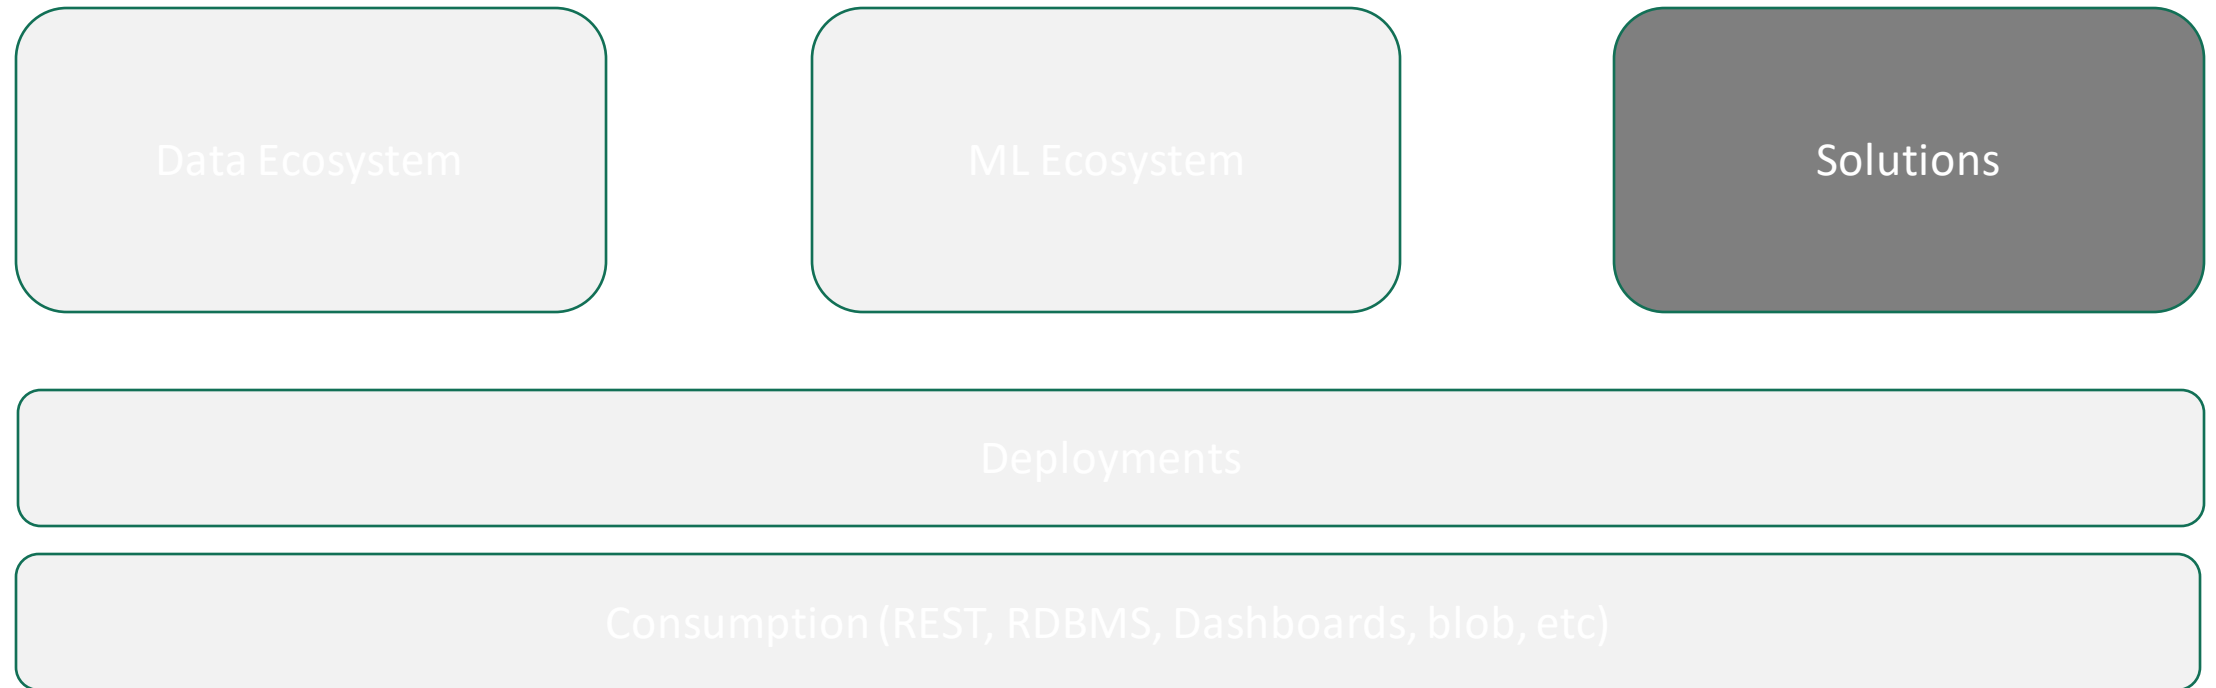 Data Ecosystem
ML Ecosystem
Solutions
Deployments
Consumption (REST, RDBMS, Dashboards, blob, etc)